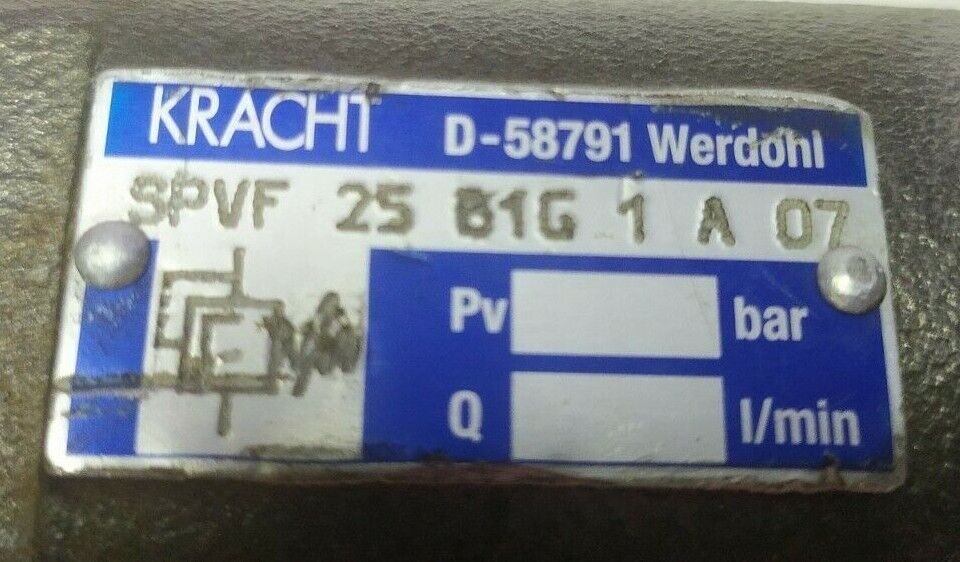 KRACHT D-58791 Werdohl
SPVF 25 B1G 1 A 07
Pv bar
Q l/min